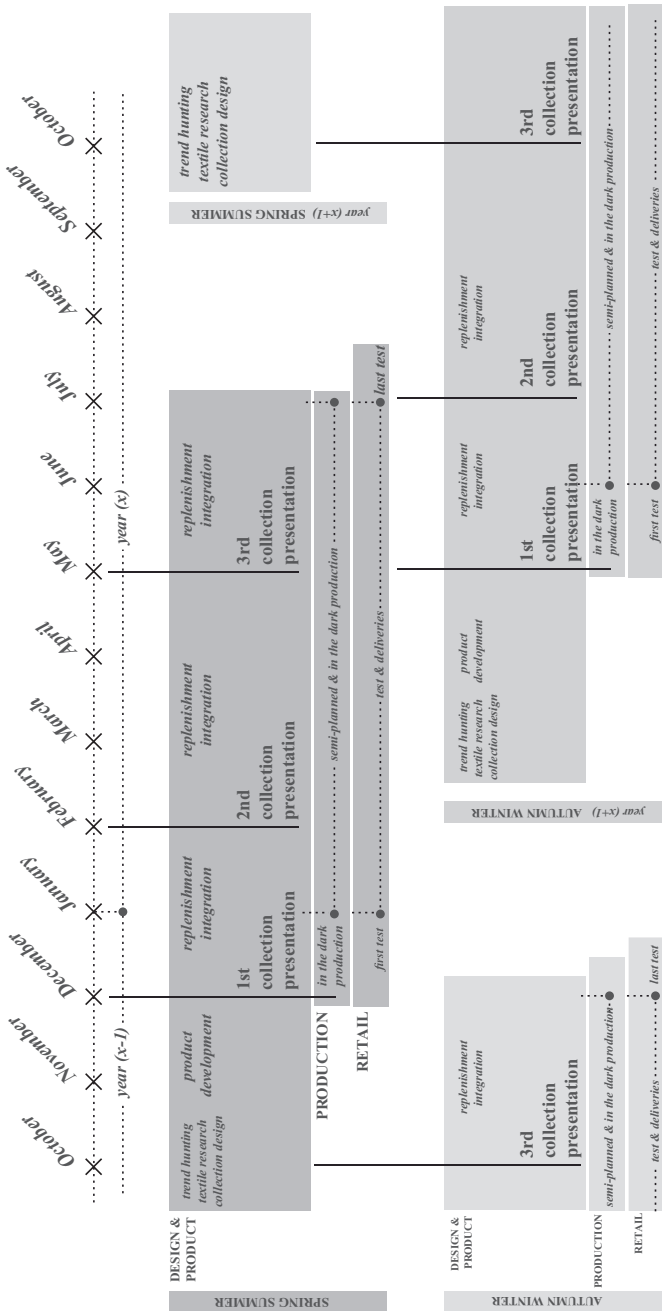 October
November
December
January
February
March
April
May
June
July
August
September
October
year (x-1)
year (x)
SPRING SUMMER
DESIGN &
PRODUCT
trend hunting
textile research
collection design
product
development
1st
collection
presentation
replenishment
integration
2nd
collection
presentation
replenishment
integration
3rd
collection
presentation
replenishment
integration
PRODUCTION
in the dark
production
semi-planned & in the dark production
RETAIL
first test
test & deliveries
last test
SPRING SUMMER year (x+1)
trend hunting
textile research
collection design
AUTUMN WINTER
DESIGN &
PRODUCT
3rd
collection
presentation
replenishment
integration
PRODUCTION
semi-planned & in the dark production
RETAIL
test & deliveries
last test
AUTUMN WINTER year (x+1)
trend hunting
textile research
collection design
product
development
1st
collection
presentation
replenishment
integration
2nd
collection
presentation
replenishment
integration
3rd
collection
presentation
in the dark
production
semi-planned & in the dark production
first test
test & deliveries